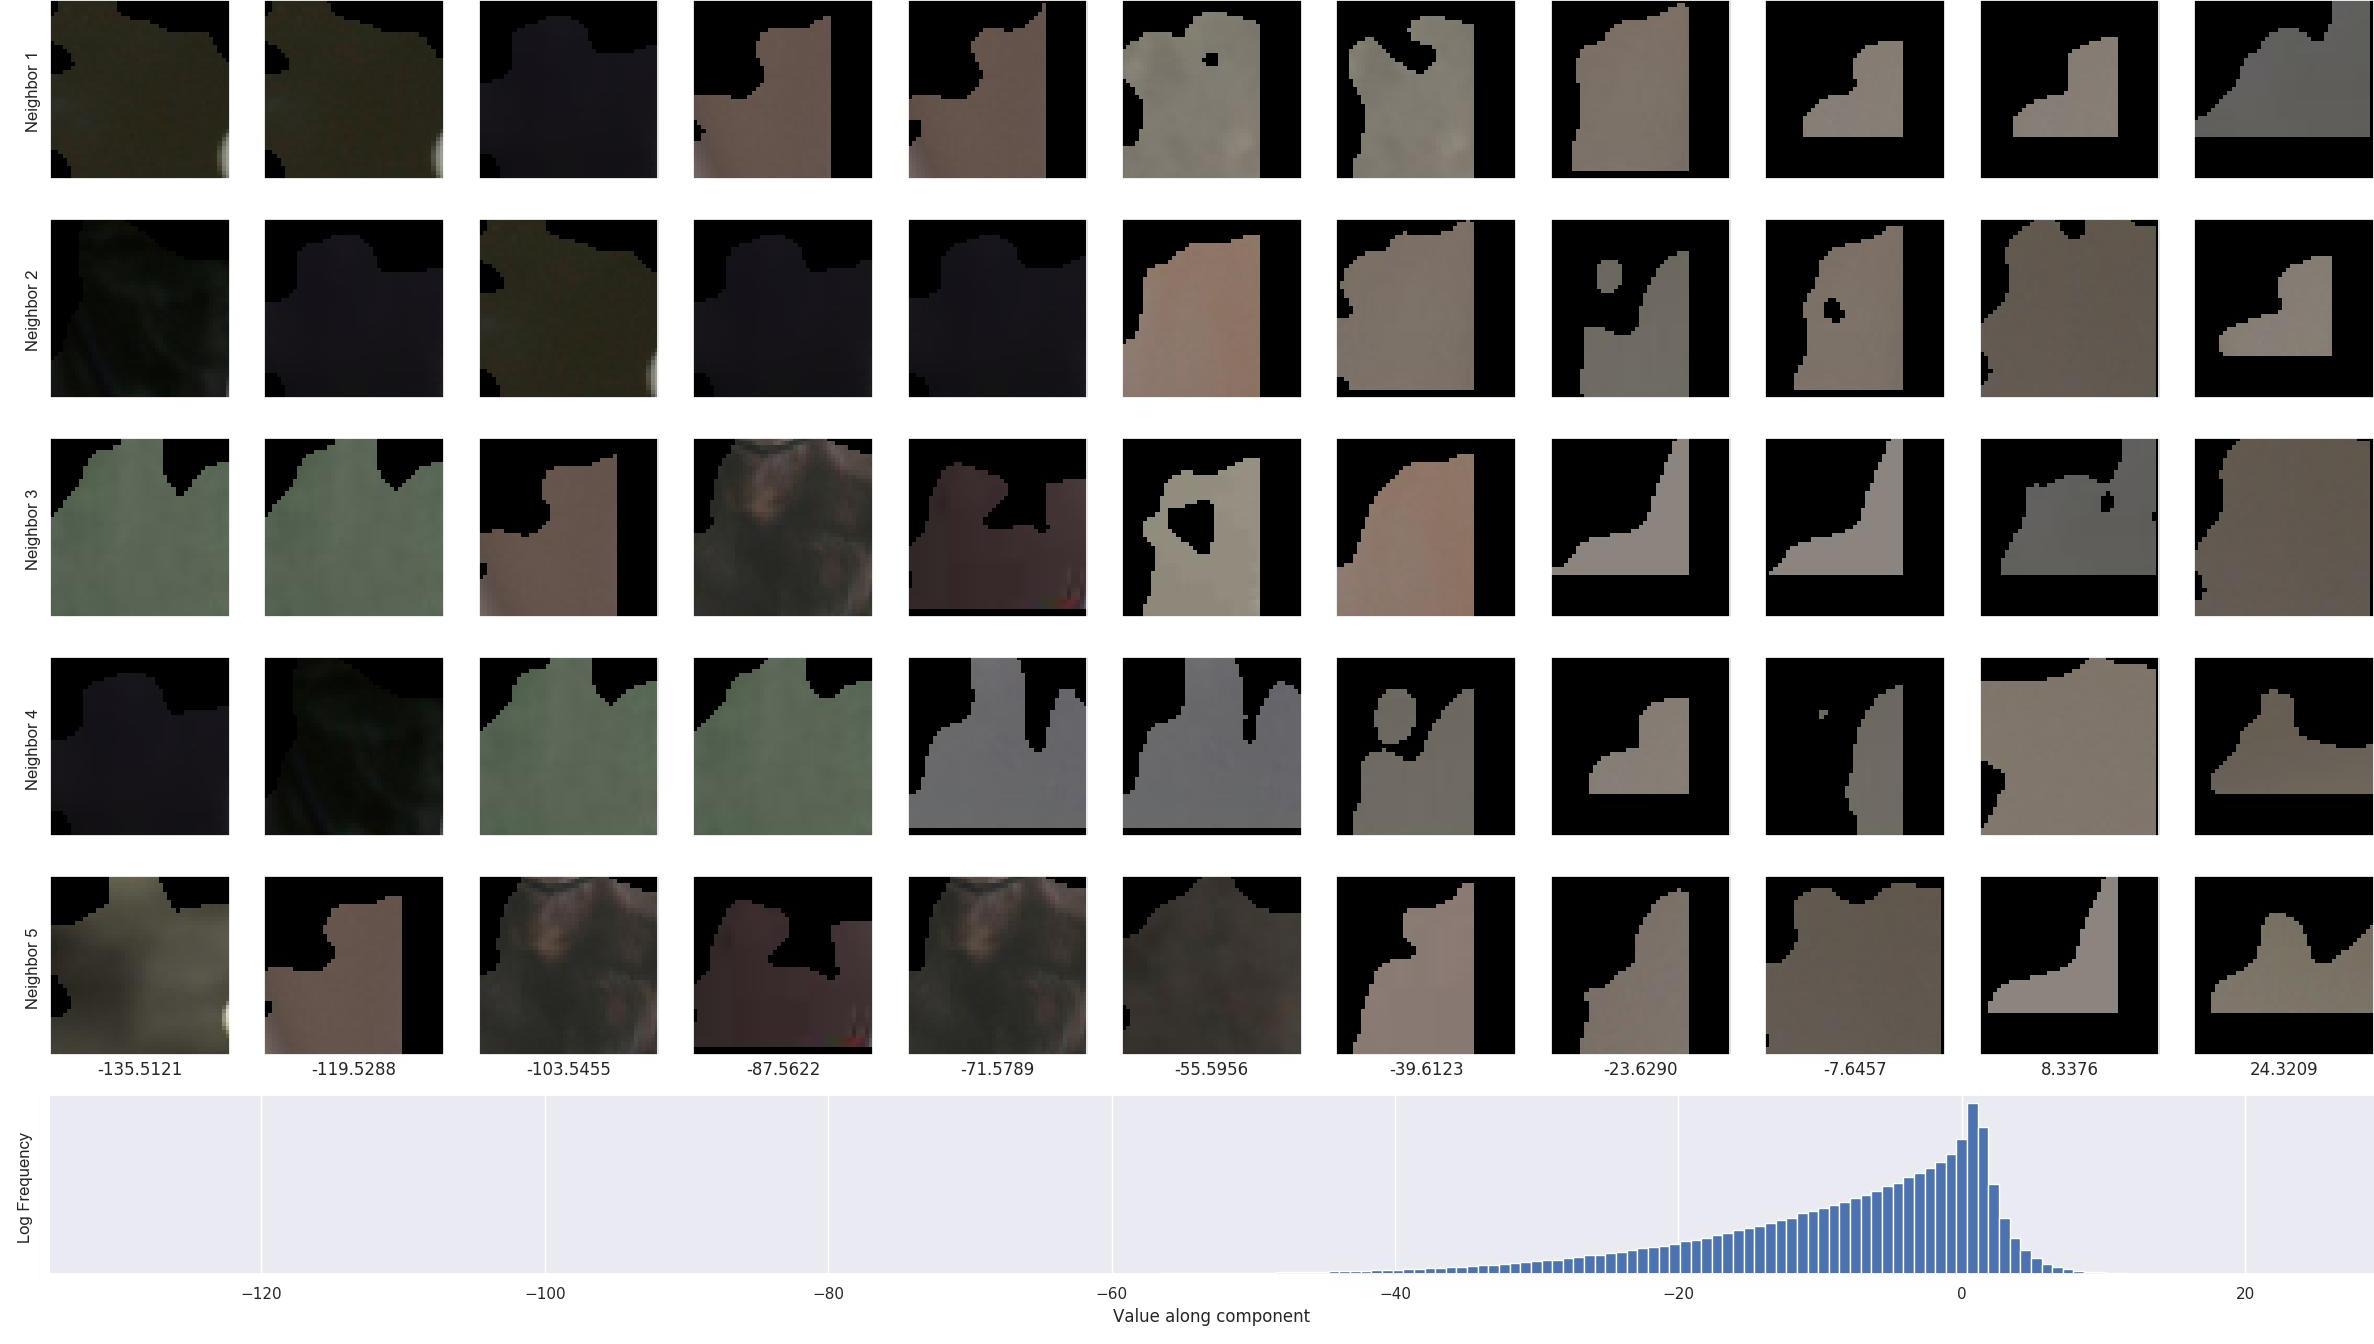 Neighbor 1
Neighbor 2
Neighbor 3
Neighbor 4
Neighbor 5
-135.5121 -119.5288 -103.5455 -87.5622 -71.5789 -55.5956 -39.6123 -23.6290 -7.6457 8.3376 24.3209
Log Frequency
−120 −100 −80 −60 −40 −20 0 20
Value along component